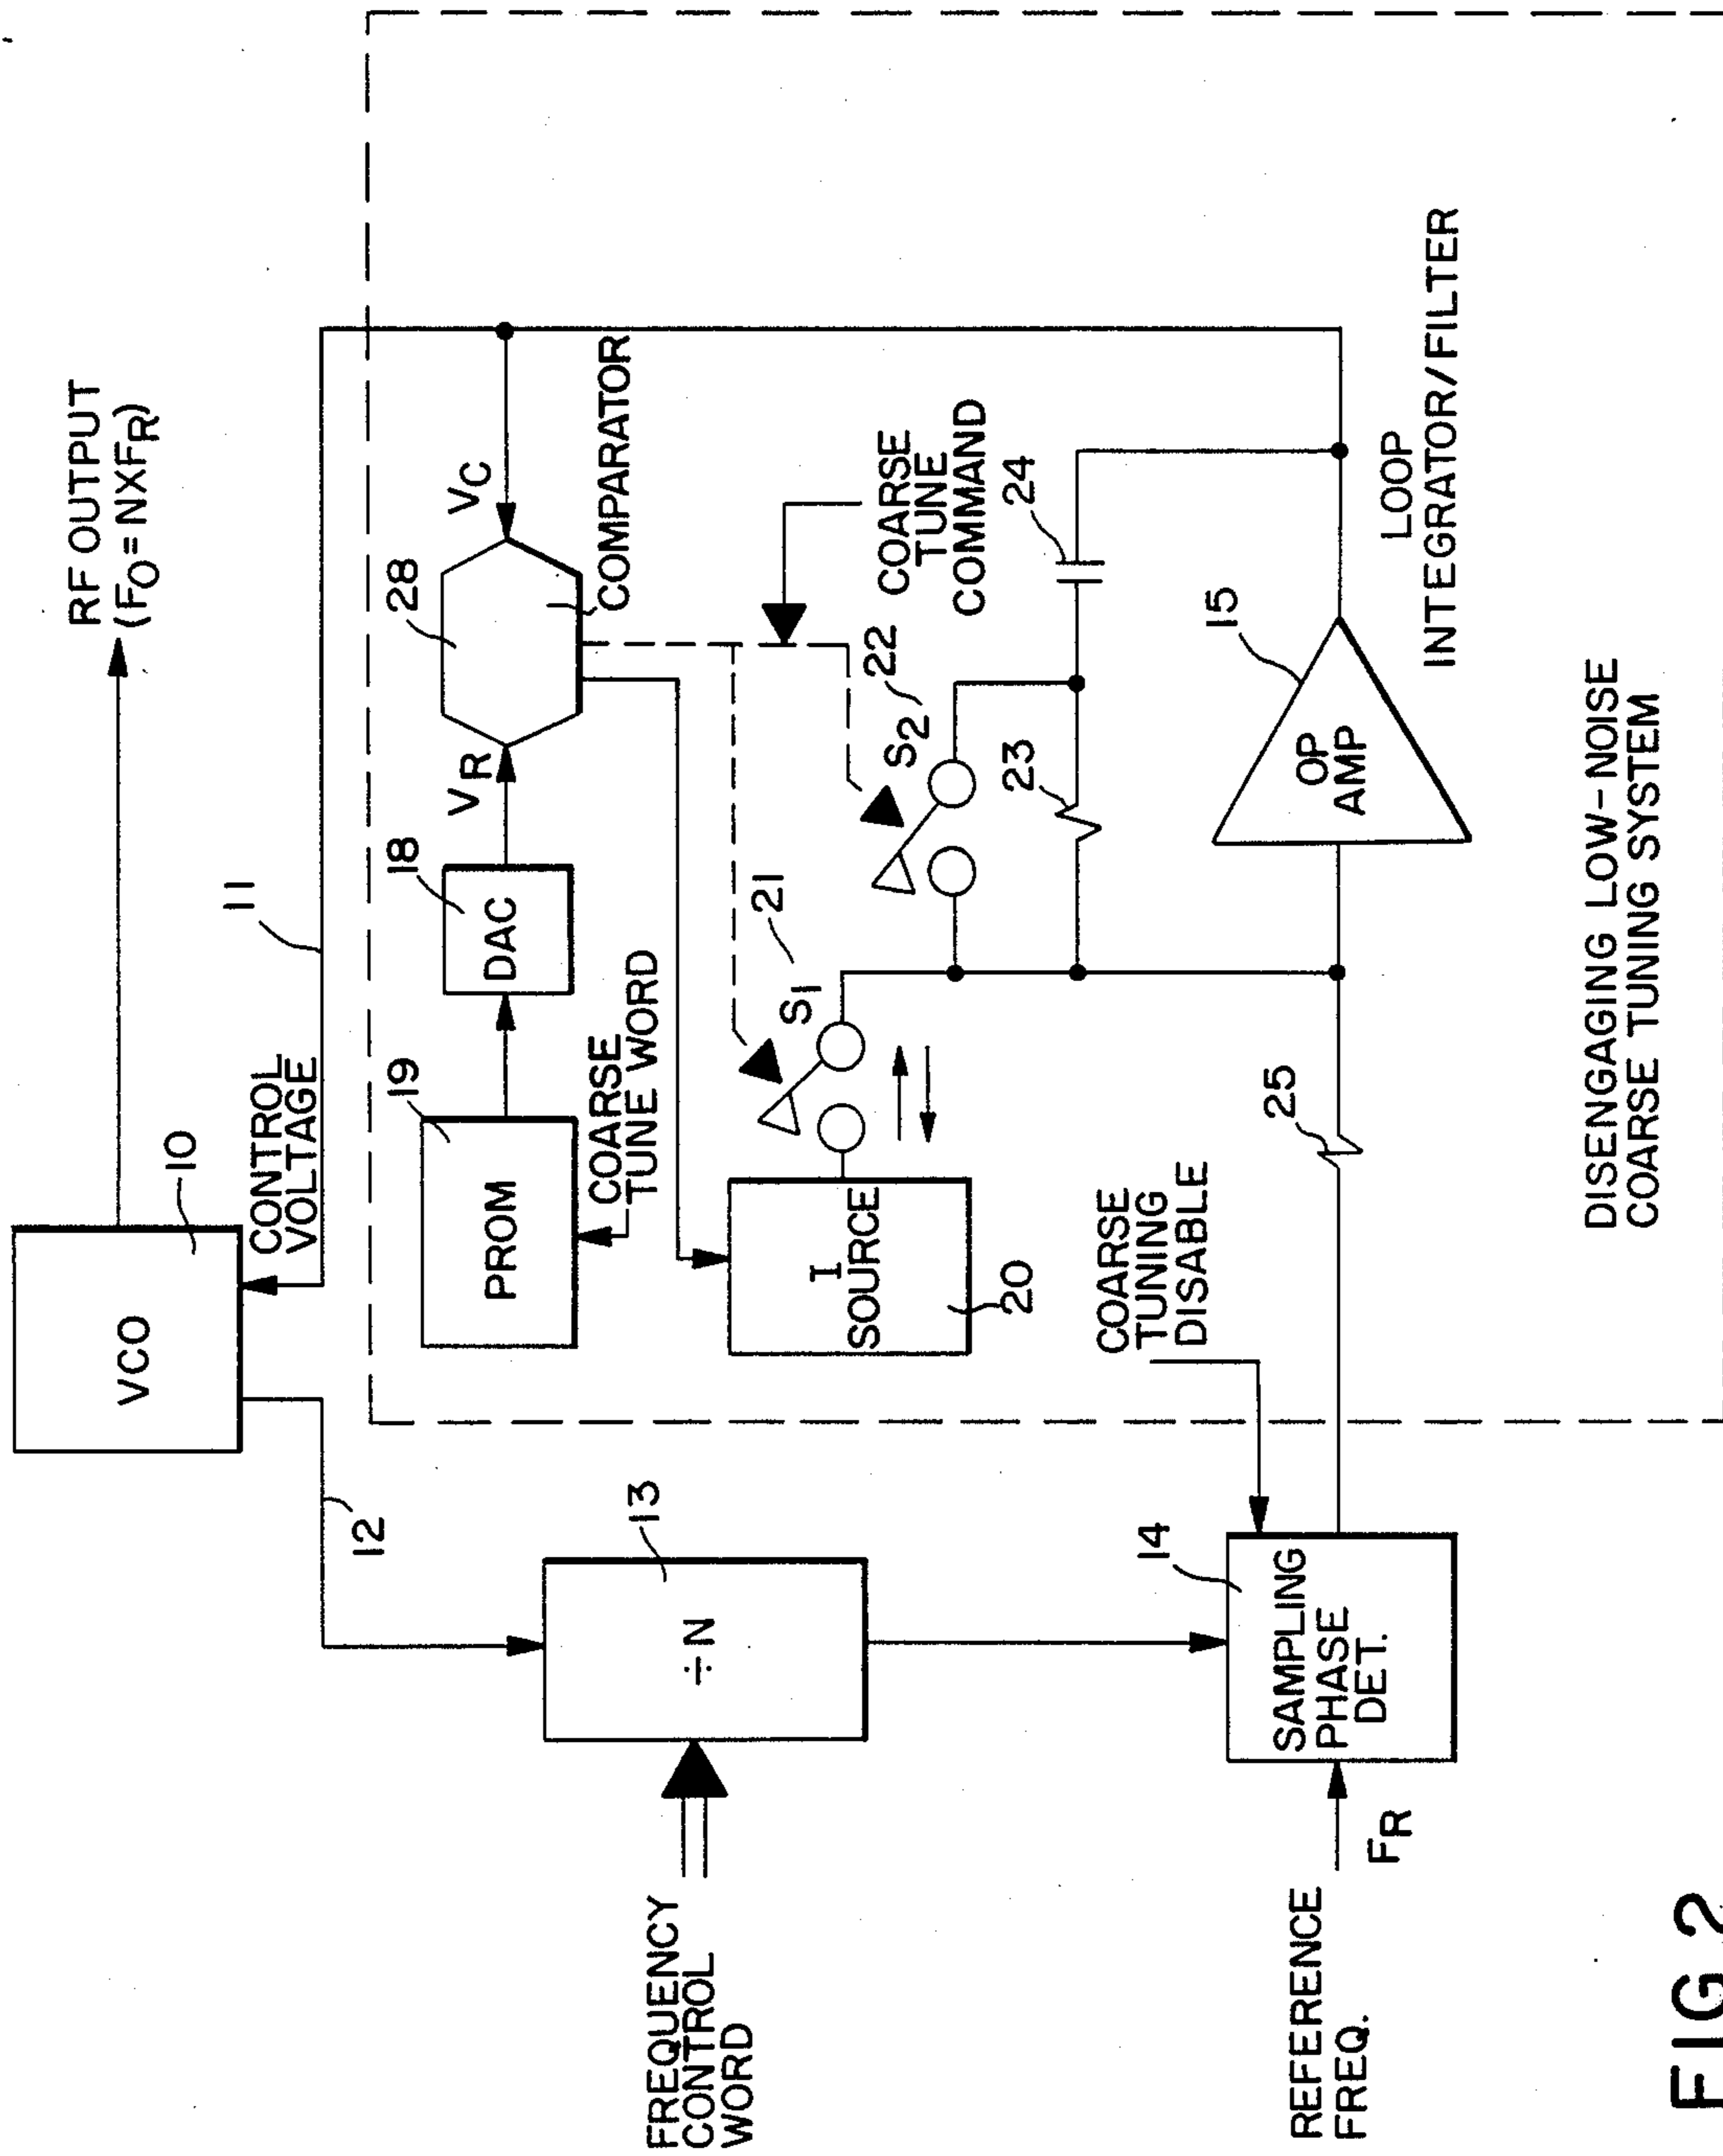 RF OUTPUT
(FO = NXFR)
11
VCO
10
CONTROL
VOLTAGE
12
PROM
19
COARSE
TUNE WORD
DAC
18
VR
28
VC
COMPARATOR
FREQUENCY
CONTROL
WORD
÷N
13
I
SOURCE
20
S1
21
S2
22
COARSE
TUNE
COMMAND
23
24
COARSE
TUNING
DISABLE
REFERENCE
FREQ.
FR
SAMPLING
PHASE
DET.
14
25
OP
AMP
15
LOOP
INTEGRATOR/FILTER
DISENGAGING LOW-NOISE
COARSE TUNING SYSTEM
FIG.2